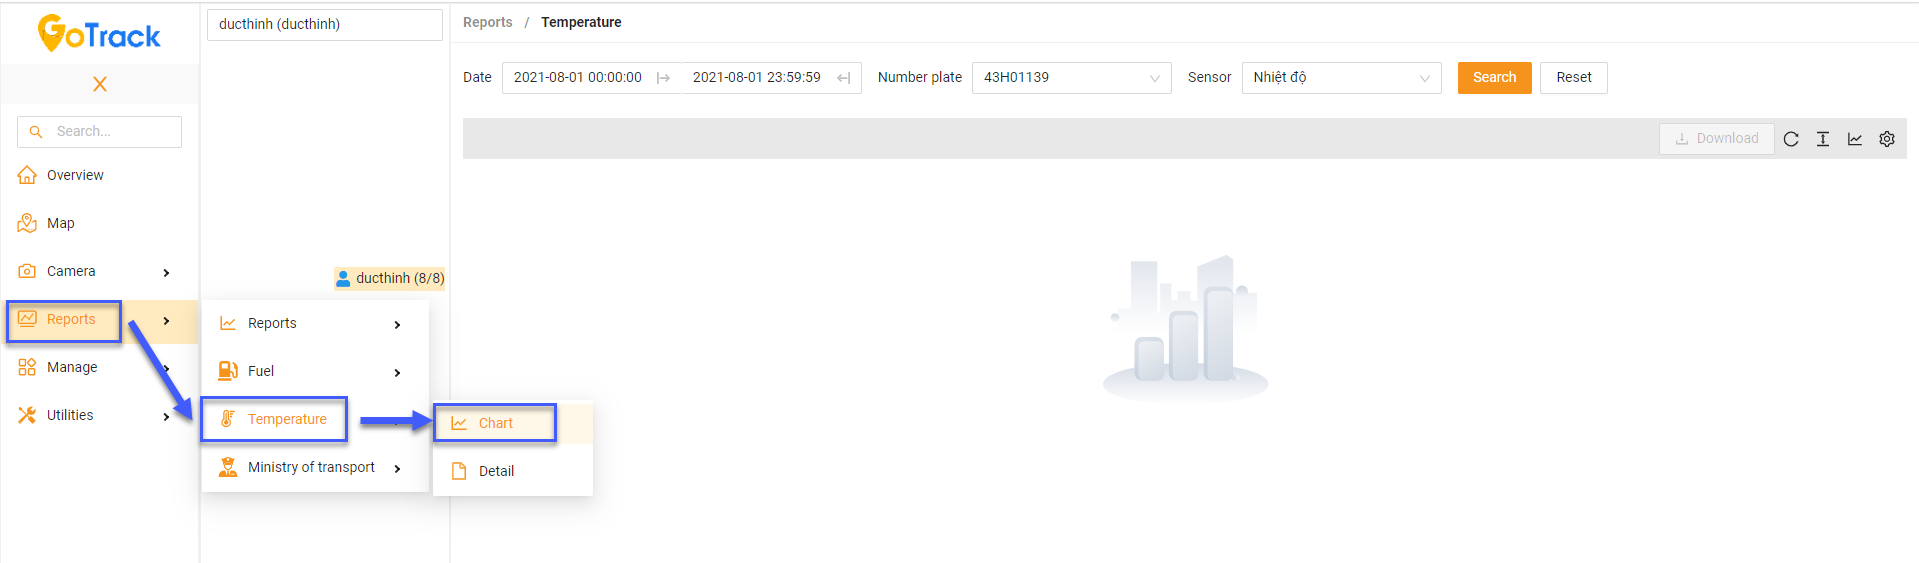 GoTrack
X
Search...
Overview
Map
Camera
Reports
Manage
Utilities
ducthinh (ducthinh)
ducthinh (8/8)
Reports
Fuel
Temperature
Ministry of transport
Chart
Detail
Reports / Temperature
Date 2021-08-01 00:00:00 2021-08-01 23:59:59 Number plate 43H01139 Sensor Nhiệt độ Search Reset
Download